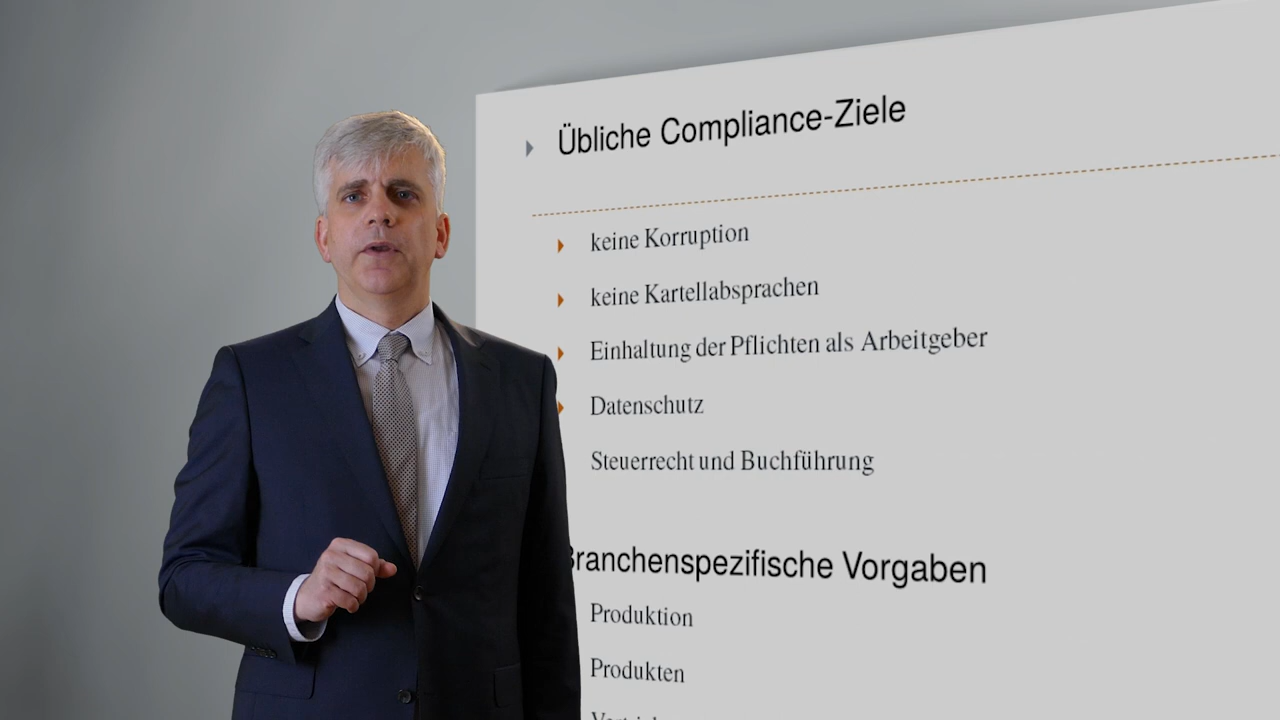 Übliche Compliance-Ziele
keine Korruption
keine Kartellabsprachen
Einhaltung der Pflichten als Arbeitgeber
Datenschutz
Steuerrecht und Buchführung
Branchenspezifische Vorgaben
Produktion
Produkten